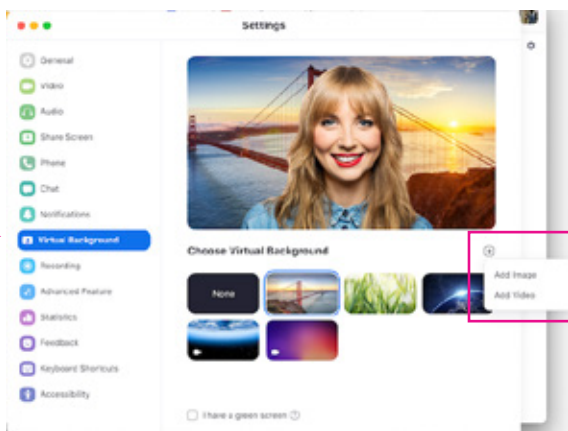 Settings
General
Video
Audio
Share Screen
Phone
Chat
Notifications
Virtual Background
Recording
Advanced Feature
Statistics
Feedback
Keyboard Shortcuts
Accessibility
Choose Virtual Background
Add Image
Add Video
None
I have a green screen